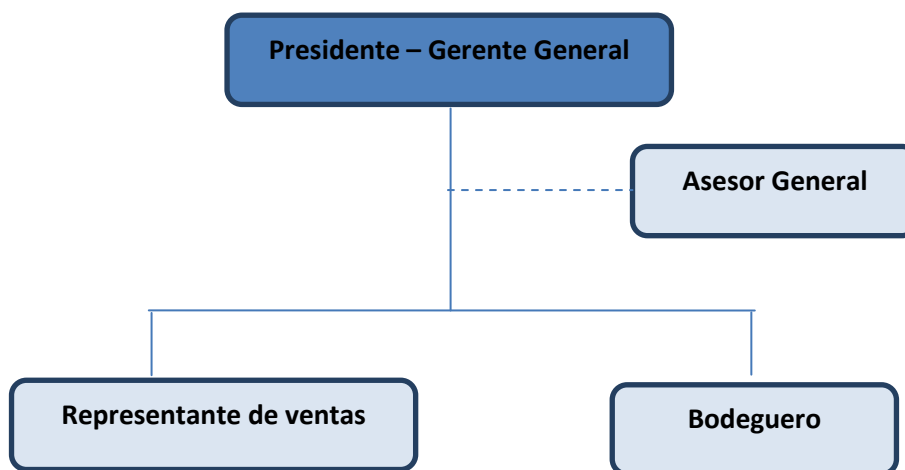 Presidente – Gerente General
Asesor General
Representante de ventas
Bodeguero